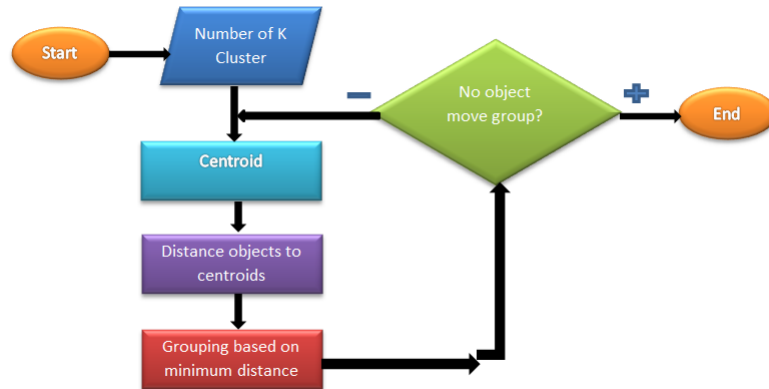 Start
Number of K
Cluster
Centroid
Distance objects to
centroids
Grouping based on
minimum distance
No object
move group?
−
+
End